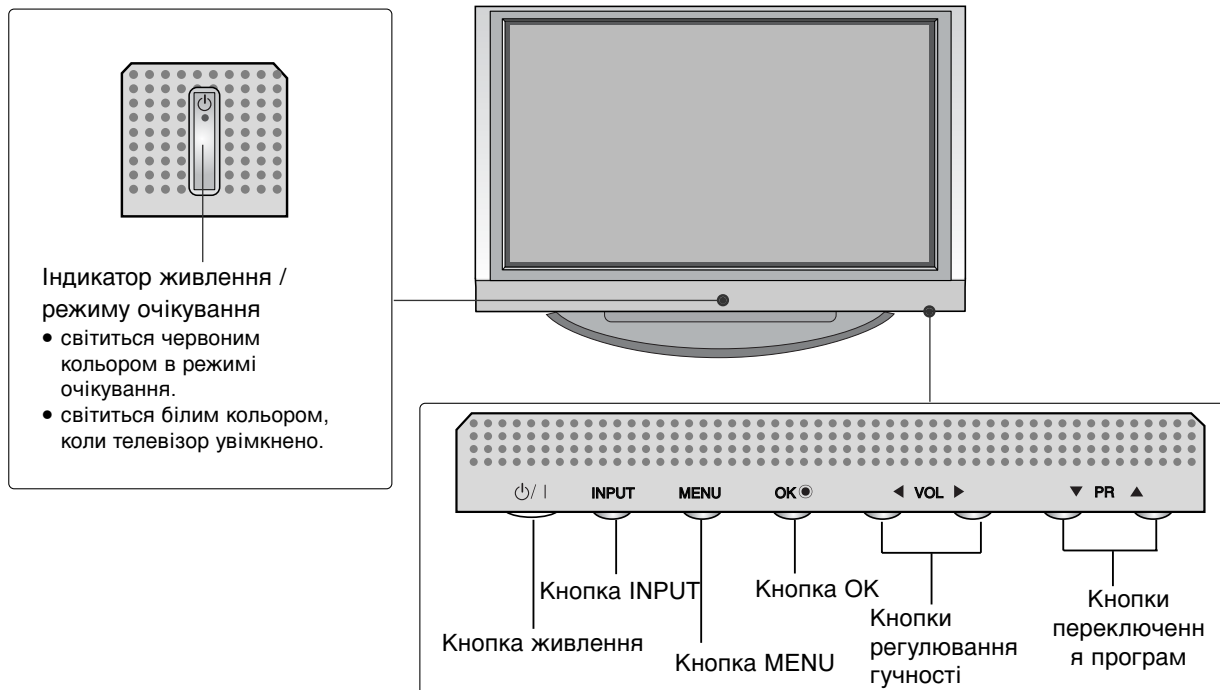 Індикатор живлення /
режиму очікування
• світиться червоним
кольором в режимі
очікування.
• світиться білим кольором,
коли телевізор увімкнено.
⏻/ I INPUT MENU OK◉ ◀ VOL ▶ ▼ PR ▲
Кнопка INPUT
Кнопка OK
Кнопка живлення
Кнопка MENU
Кнопки
регулювання
гучності
Кнопки
переключенн
я програм